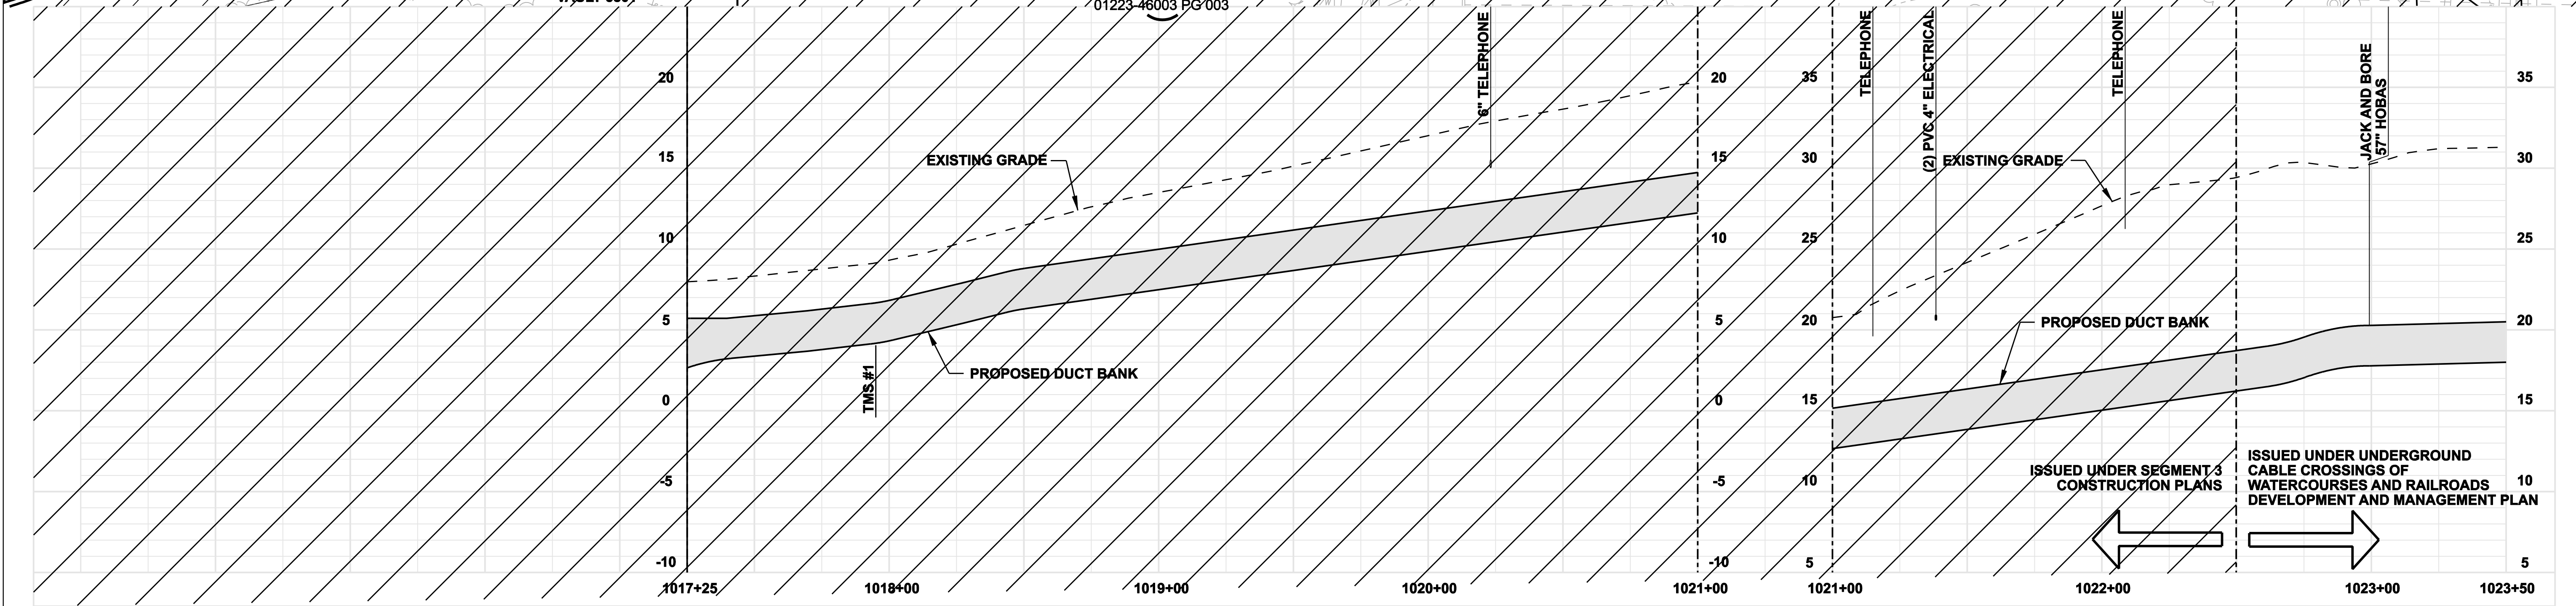 01223-46003 PG 003
20
15
10
5
0
-5
-10
EXISTING GRADE
6" TELEPHONE
TMS #1
PROPOSED DUCT BANK
20
15
10
5
0
-5
-10
35
30
25
20
15
10
5
TELEPHONE
(2) PVC 4" ELECTRICAL
TELEPHONE
EXISTING GRADE
PROPOSED DUCT BANK
JACK AND BORE
57" HOBAS
35
30
25
20
15
10
5
ISSUED UNDER SEGMENT 3
CONSTRUCTION PLANS
ISSUED UNDER UNDERGROUND
CABLE CROSSINGS OF
WATERCOURSES AND RAILROADS
DEVELOPMENT AND MANAGEMENT PLAN
1017+25
1018+00
1019+00
1020+00
1021+00
1021+00
1022+00
1023+00
1023+50